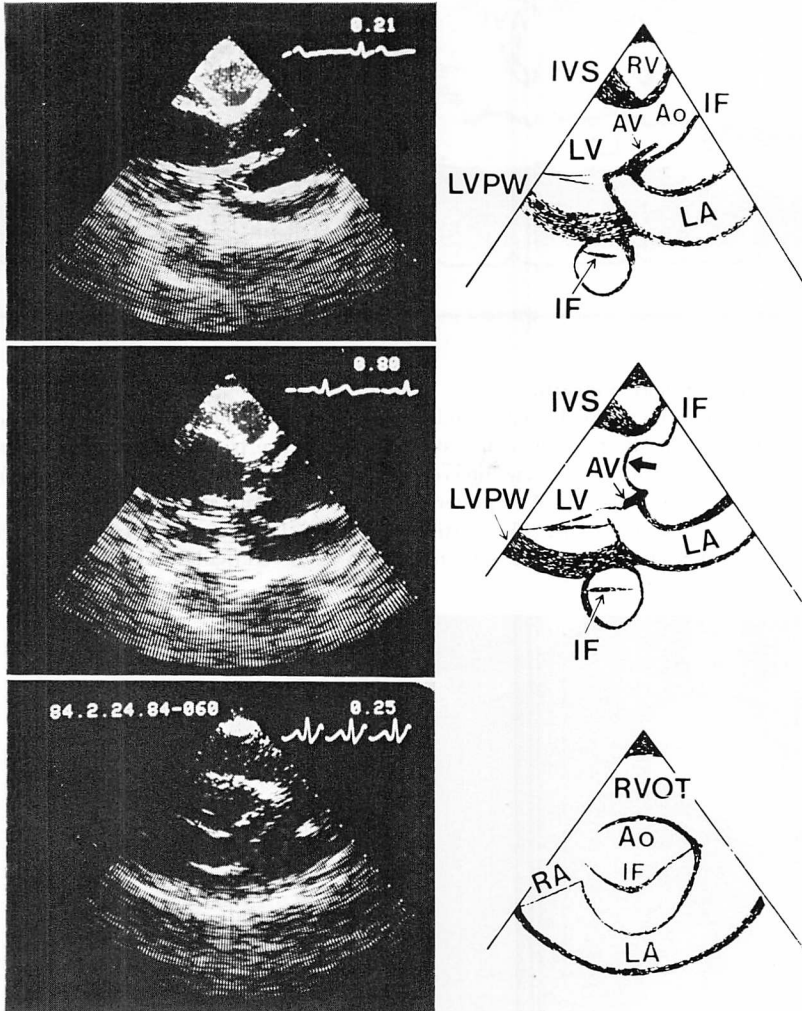 0.21
IVS
RV
Ao
IF
AV
LV
LVPW
LA
IF
0.80
IVS
IF
AV
LV
LVPW
LA
IF
84.2.24.84-060
0.25
RVOT
Ao
IF
RA
LA